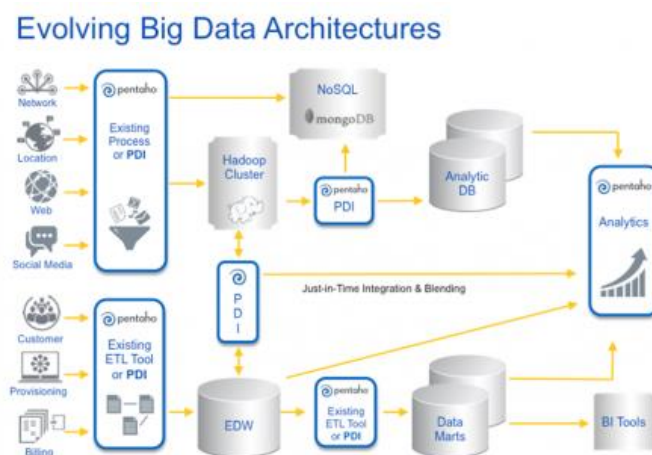 Evolving Big Data Architectures
Network
Location
Web
Social Media
pentaho
Existing
Process
or PDI
NoSQL
mongoDB
Hadoop
Cluster
pentaho
PDI
Analytic
DB
pentaho
Analytics
P
D
I
Just-in-Time Integration & Blending
Customer
Provisioning
Billing
pentaho
Existing
ETL Tool
or PDI
EDW
pentaho
Existing
ETL Tool
or PDI
Data
Marts
BI Tools